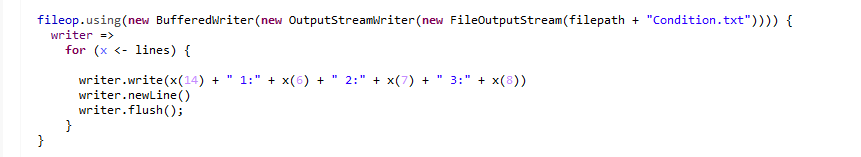 fileop.using(new BufferedWriter(new OutputStreamWriter(new FileOutputStream(filepath + "Condition.txt")))) {
  writer =>
    for (x <- lines) {
      writer.write(x(14) + " 1:" + x(6) + " 2:" + x(7) + " 3:" + x(8))
      writer.newLine()
      writer.flush();
    }
}